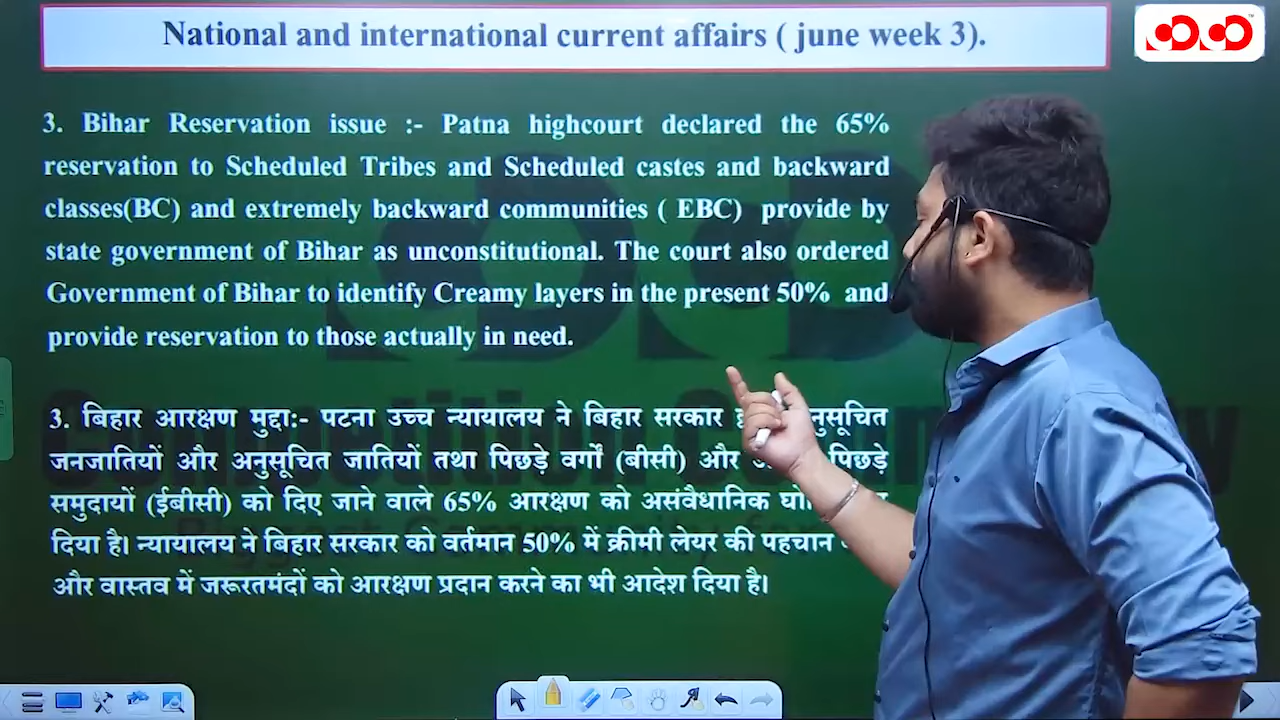 National and international current affairs ( june week 3).
3. Bihar Reservation issue :- Patna highcourt declared the 65%
reservation to Scheduled Tribes and Scheduled castes and backward
classes(BC) and extremely backward communities ( EBC) provide by
state government of Bihar as unconstitutional. The court also ordered
Government of Bihar to identify Creamy layers in the present 50% and
provide reservation to those actually in need.
3. बिहार आरक्षण मुद्दा:- पटना उच्च न्यायालय ने बिहार सरकार
जनजातियों और अनुसूचित जातियों तथा पिछड़े वर्गों (बीसी) और पिछड़े
समुदायों (ईबीसी) को दिए जाने वाले 65% आरक्षण को असंवैधानिक
दिया है। न्यायालय ने बिहार सरकार को वर्तमान 50% में क्रीमी लेयर की पहचान
और वास्तव में जरूरतमंदों को आरक्षण प्रदान करने का भी आदेश दिया है।